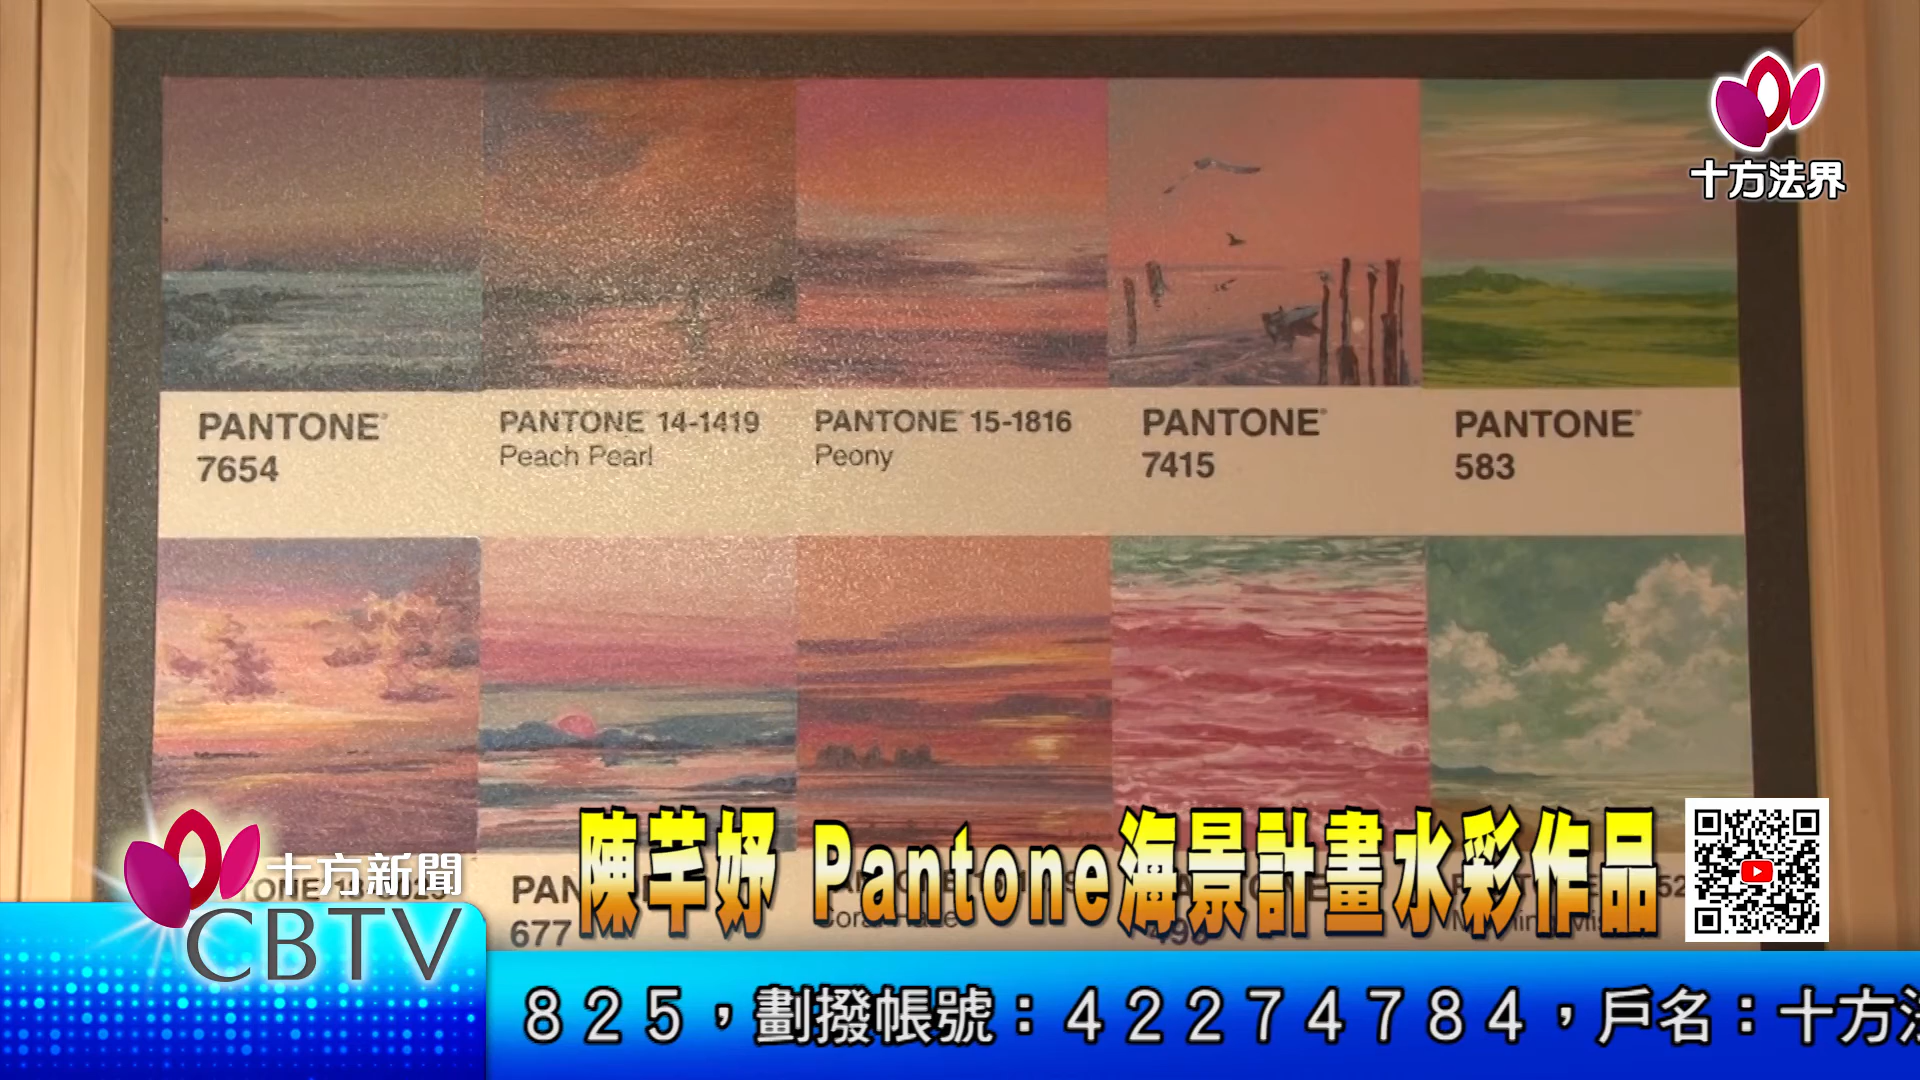 十方法界
PANTONE®
7654
PANTONE® 14-1419
Peach Pearl
PANTONE® 15-1816
Peony
PANTONE®
7415
PANTONE®
583
677
十方新聞
CBTV
陳芊妤 Pantone海景計畫水彩作品
825，劃撥帳號：42274784，戶名：十方